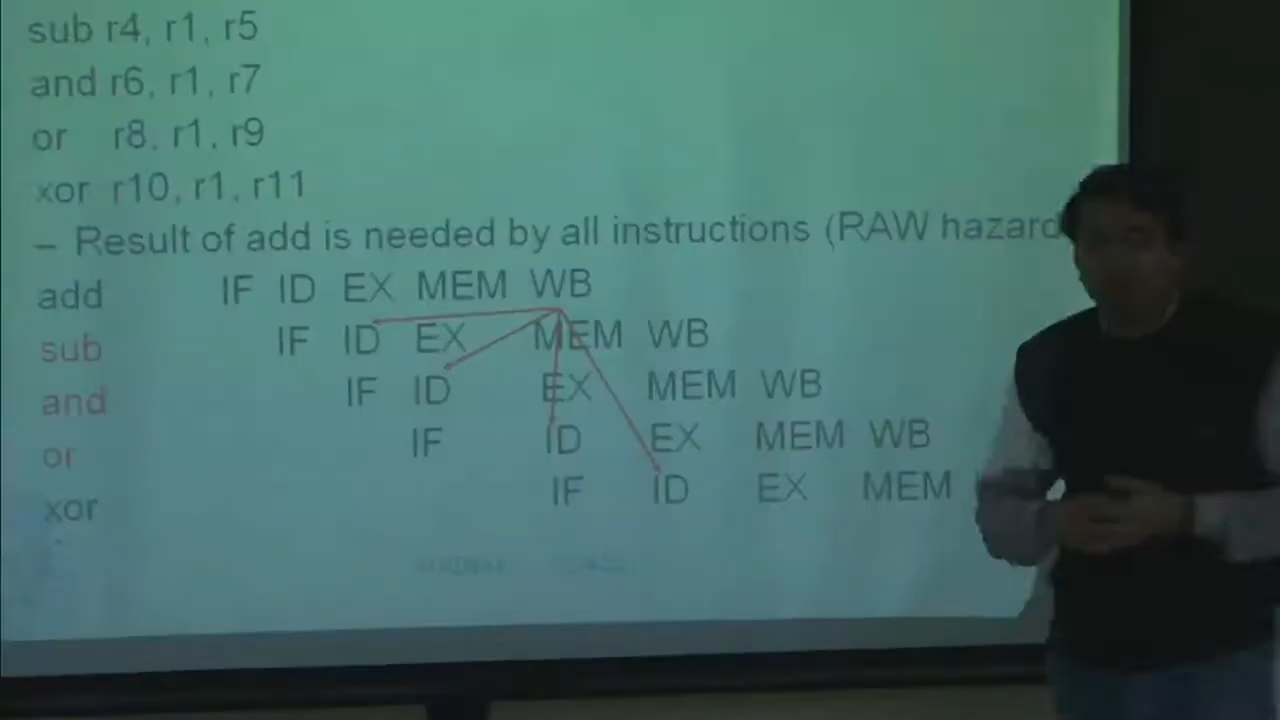 sub r4, r1, r5
and r6, r1, r7
or r8, r1, r9
xor r10, r1, r11
– Result of add is needed by all instructions (RAW hazard
add IF ID EX MEM WB
sub IF ID EX MEM WB
and IF ID EX MEM WB
or IF ID EX MEM WB
xor IF ID EX MEM